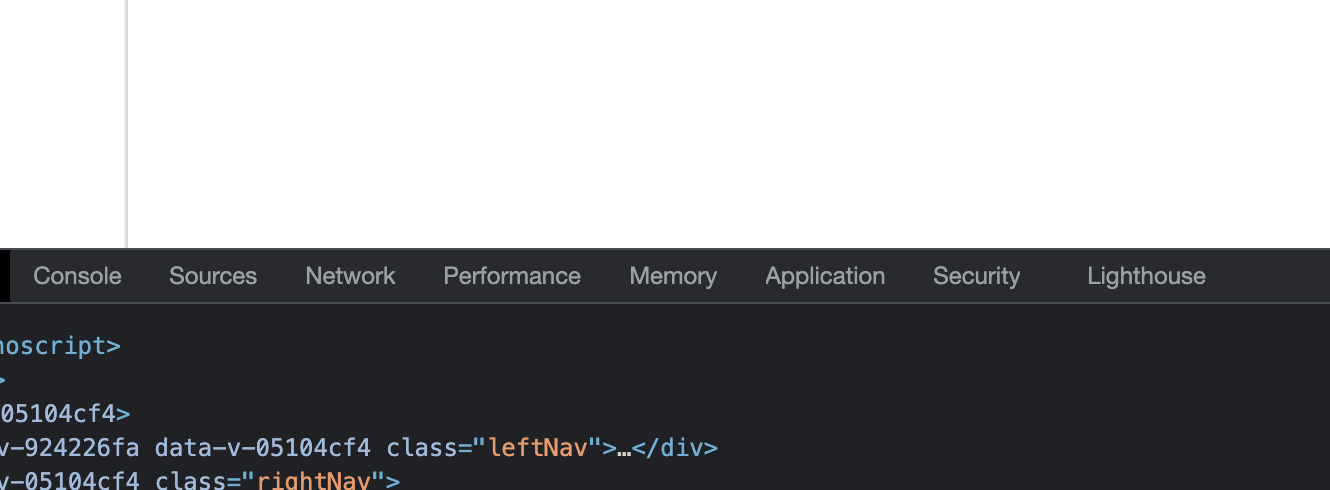 Console Sources Network Performance Memory Application Security Lighthouse
noscript>
>
05104cf4>
v-924226fa data-v-05104cf4 class="leftNav">…</div>
v-05104cf4 class="rightNav">